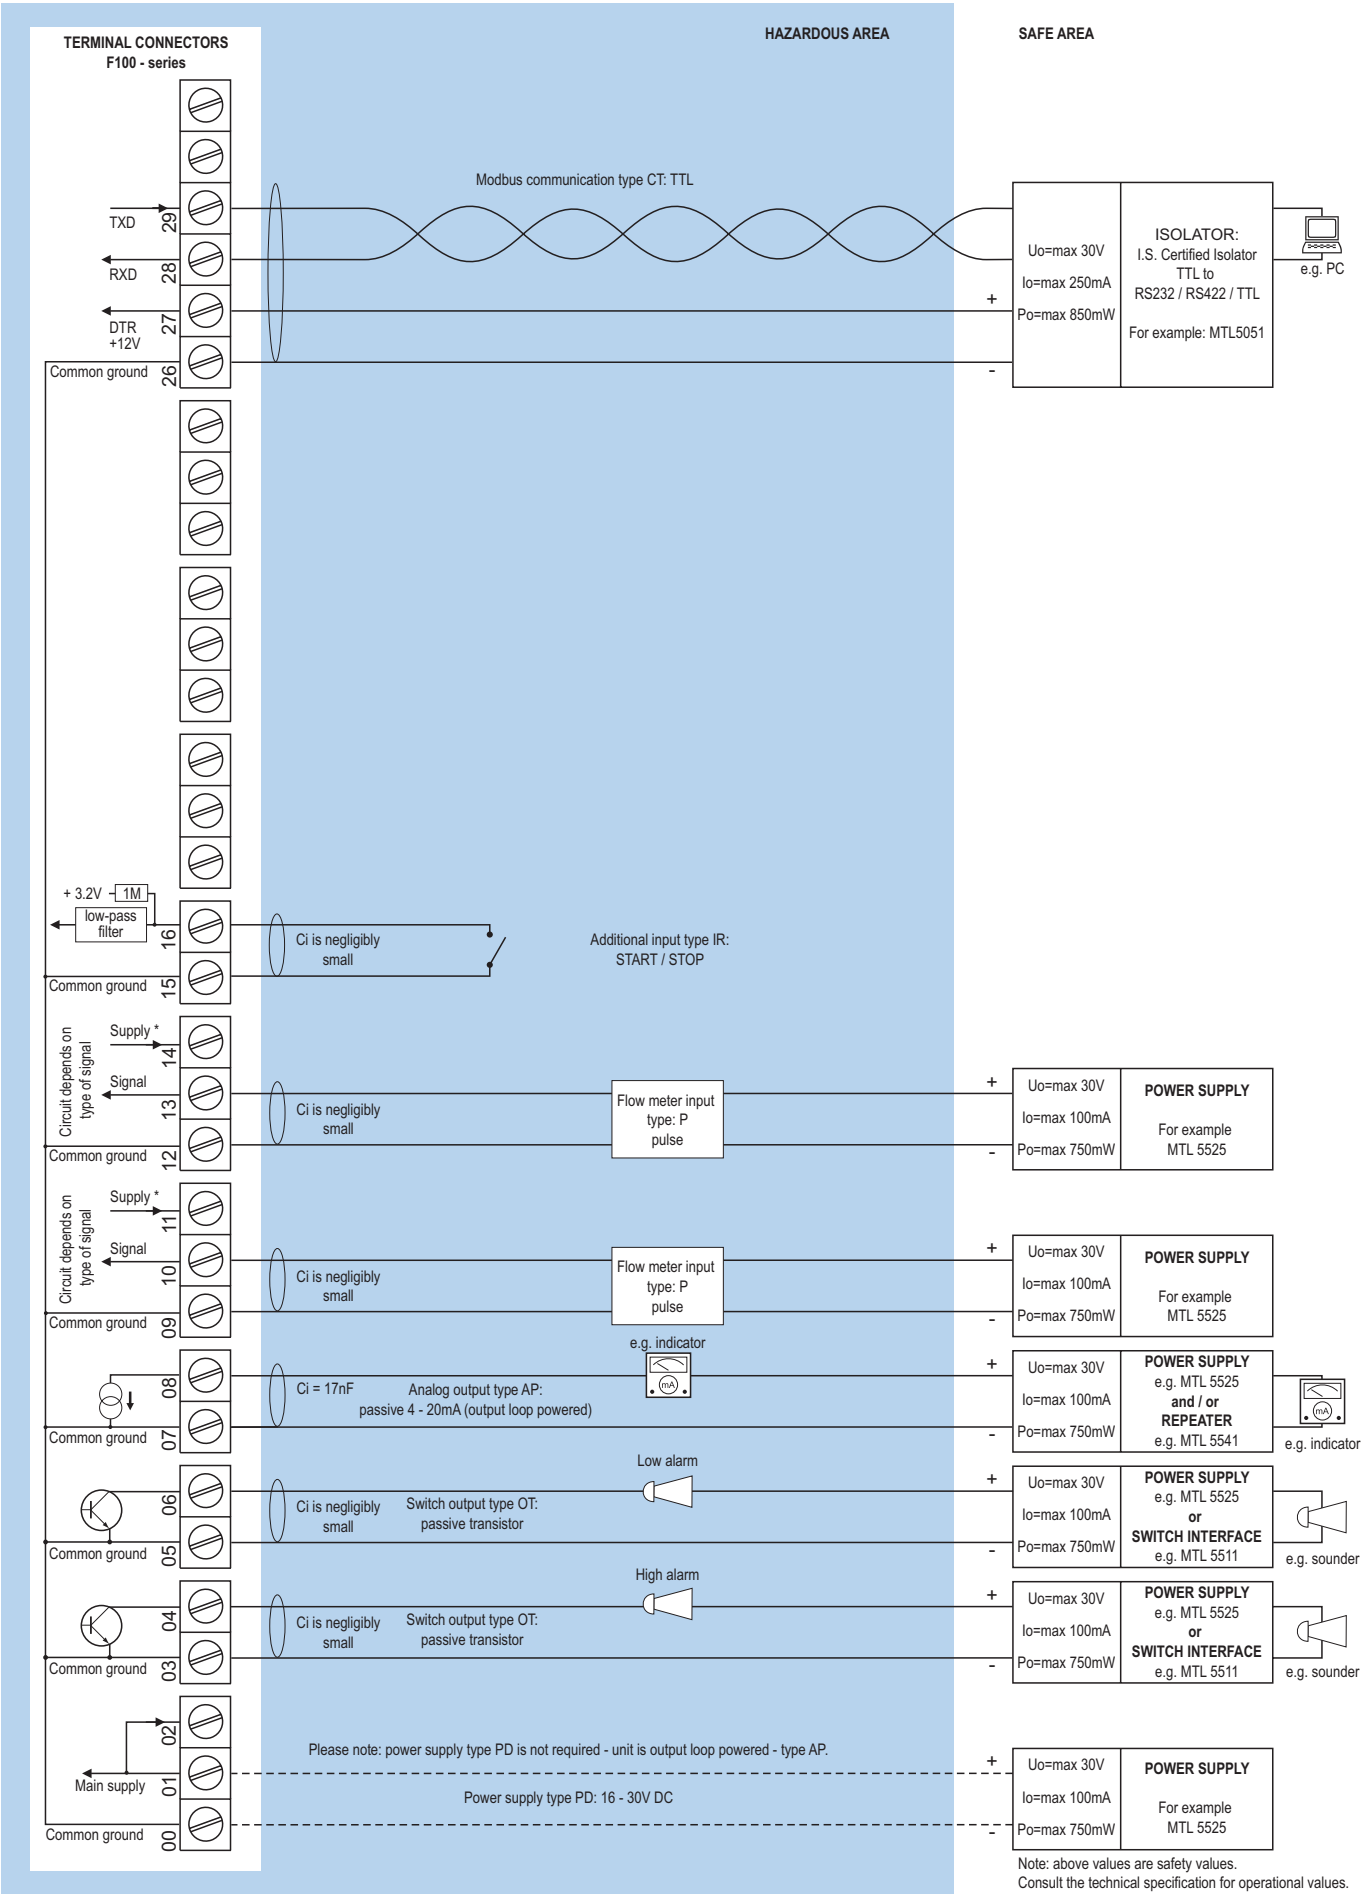 HAZARDOUS AREA
SAFE AREA
TERMINAL CONNECTORS
F100 - series
Modbus communication type CT: TTL
TXD
29
RXD
28
DTR
+12V
27
+
Common ground
26
-
Uo=max 30V
Io=max 250mA
Po=max 850mW
ISOLATOR:
I.S. Certified Isolator
TTL to
RS232 / RS422 / TTL
For example: MTL5051
e.g. PC
+ 3.2V
1M
low-pass
filter
16
Common ground
15
Ci is negligibly
small
Additional input type IR:
START / STOP
Circuit depends on
type of signal
Supply *
14
Signal
13
Common ground
12
Ci is negligibly
small
Flow meter input
type: P
pulse
+
-
Uo=max 30V
Io=max 100mA
Po=max 750mW
POWER SUPPLY
For example
MTL 5525
Circuit depends on
type of signal
Supply *
11
Signal
10
Common ground
09
Ci is negligibly
small
Flow meter input
type: P
pulse
+
-
Uo=max 30V
Io=max 100mA
Po=max 750mW
POWER SUPPLY
For example
MTL 5525
08
Common ground
07
Ci = 17nF
Analog output type AP:
passive 4 - 20mA (output loop powered)
e.g. indicator
mA
+
-
Uo=max 30V
Io=max 100mA
Po=max 750mW
POWER SUPPLY
e.g. MTL 5525
and / or
REPEATER
e.g. MTL 5541
mA
e.g. indicator
06
Common ground
05
Ci is negligibly
small
Switch output type OT:
passive transistor
Low alarm
+
-
Uo=max 30V
Io=max 100mA
Po=max 750mW
POWER SUPPLY
e.g. MTL 5525
or
SWITCH INTERFACE
e.g. MTL 5511
e.g. sounder
04
Common ground
03
Ci is negligibly
small
Switch output type OT:
passive transistor
High alarm
+
-
Uo=max 30V
Io=max 100mA
Po=max 750mW
POWER SUPPLY
e.g. MTL 5525
or
SWITCH INTERFACE
e.g. MTL 5511
e.g. sounder
02
Main supply
01
Common ground
00
Please note: power supply type PD is not required - unit is output loop powered - type AP.
Power supply type PD: 16 - 30V DC
+
-
Uo=max 30V
Io=max 100mA
Po=max 750mW
POWER SUPPLY
For example
MTL 5525
Note: above values are safety values.
Consult the technical specification for operational values.